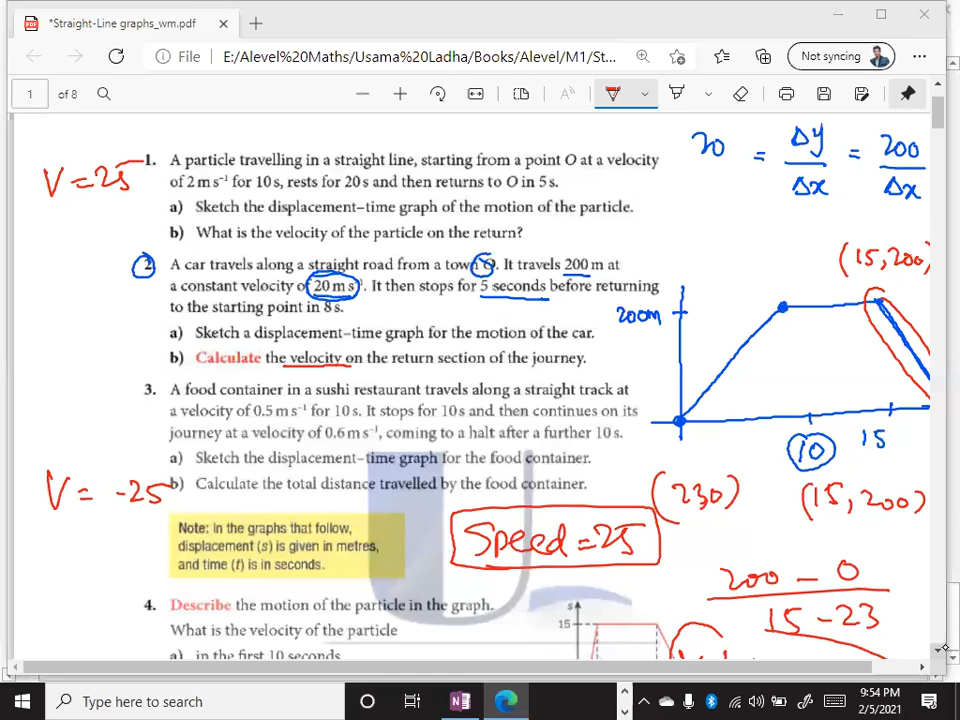 *Straight-Line graphs_wm.pdf
File
E:/Alevel%20Maths/Usama%20Ladha/Books/Alevel/M1/St...
Not syncing
1
of 8
V = 25
1. A particle travelling in a straight line, starting from a point O at a velocity
of 2 m s⁻¹ for 10 s, rests for 20 s and then returns to O in 5 s.
a) Sketch the displacement–time graph of the motion of the particle.
b) What is the velocity of the particle on the return?
20 = Δy/Δx = 200/Δx
2. A car travels along a straight road from a town O. It travels 200 m at
a constant velocity of 20 m s⁻¹. It then stops for 5 seconds before returning
to the starting point in 8 s.
a) Sketch a displacement–time graph for the motion of the car.
b) Calculate the velocity on the return section of the journey.
(15,200)
200m
10
15
3. A food container in a sushi restaurant travels along a straight track at
a velocity of 0.5 m s⁻¹ for 10 s. It stops for 10 s and then continues on its
journey at a velocity of 0.6 m s⁻¹, coming to a halt after a further 10 s.
a) Sketch the displacement–time graph for the food container.
b) Calculate the total distance travelled by the food container.
V = -25
(230)
(15, 200)
Note: In the graphs that follow,
displacement (s) is given in metres,
and time (t) is in seconds.
Speed = 25
200 - 0
15 - 23
4. Describe the motion of the particle in the graph.
What is the velocity of the particle
a) in the first 10 seconds
s
15
Type here to search
9:54 PM
2/5/2021